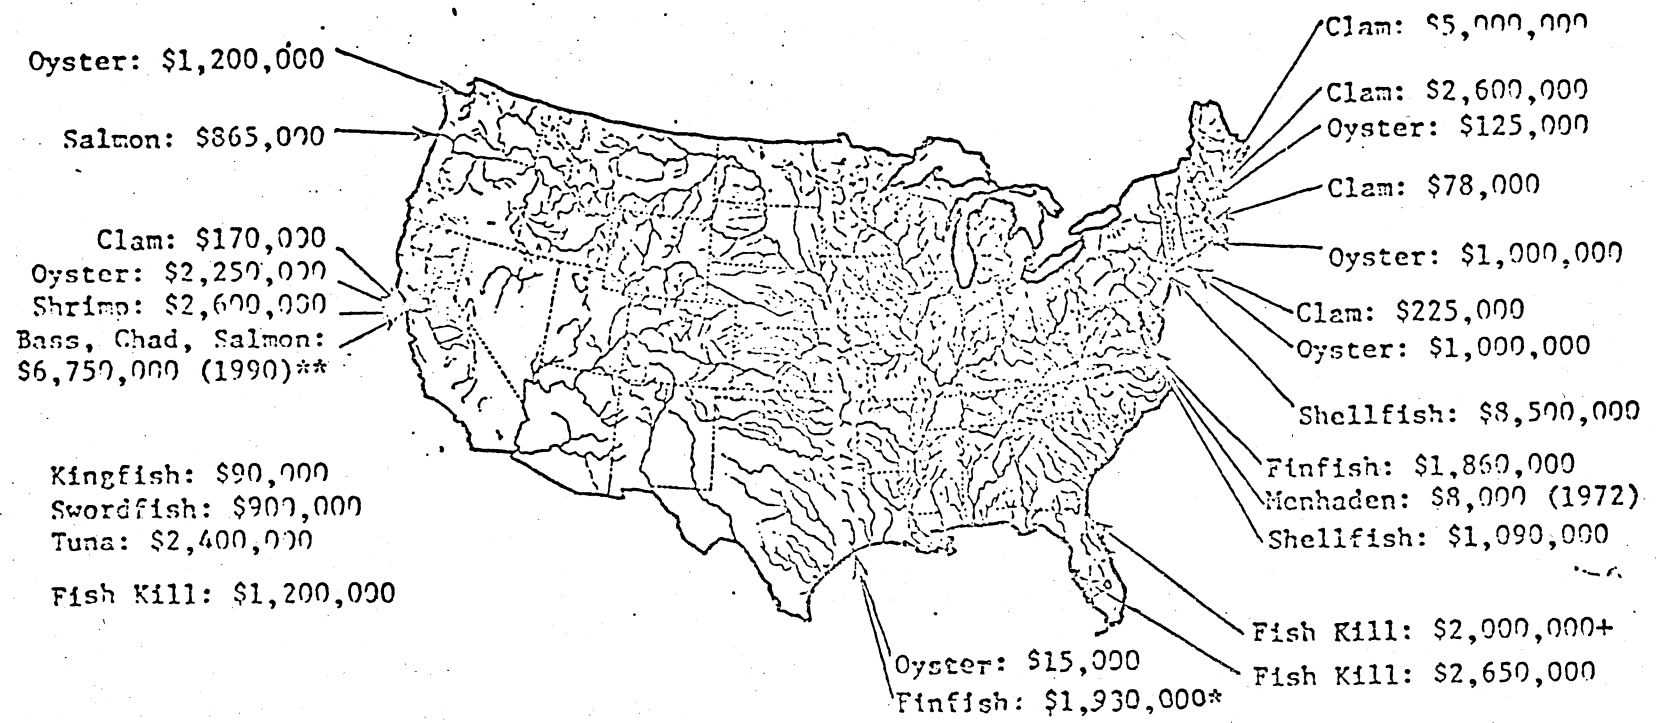 Oyster: $1,200,000
Salmon: $865,000
Clam: $170,000
Oyster: $2,250,000
Shrimp: $2,600,000
Bass, Chad, Salmon:
$6,750,000 (1990)**
Kingfish: $90,000
Swordfish: $900,000
Tuna: $2,400,000
Fish Kill: $1,200,000
Clam: $5,000,000
Clam: $2,600,000
Oyster: $125,000
Clam: $78,000
Oyster: $1,000,000
Clam: $225,000
Oyster: $1,000,000
Shellfish: $8,500,000
Finfish: $1,860,000
Menhaden: $8,000 (1972)
Shellfish: $1,090,000
Fish Kill: $2,000,000+
Fish Kill: $2,650,000
Oyster: $15,000
Finfish: $1,930,000*